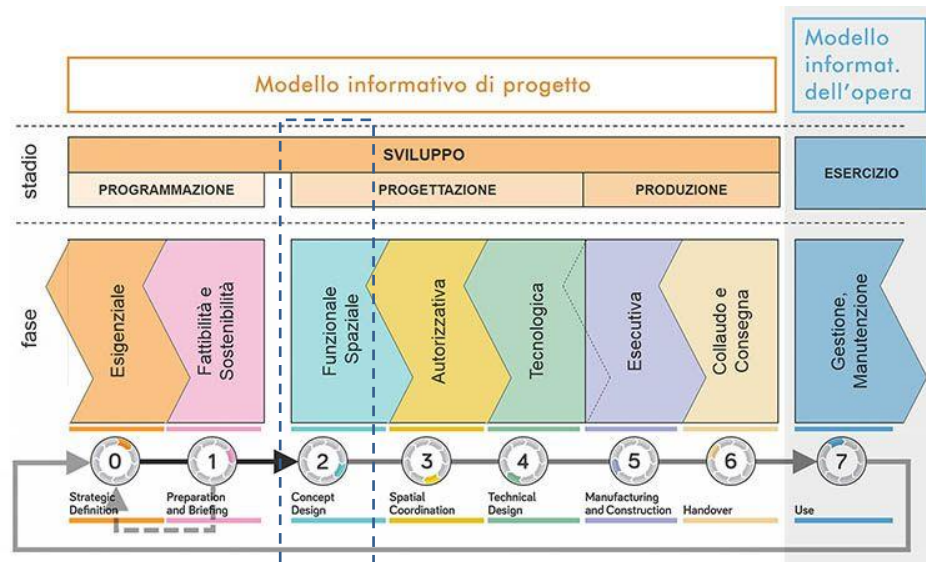 Modello informativo di progetto
Modello
informat.
dell'opera
stadio
SVILUPPO
PROGRAMMAZIONE
PROGETTAZIONE
PRODUZIONE
ESERCIZIO
fase
Esigenziale
Fattibilità e
Sostenibilità
Funzionale
Spaziale
Autorizzativa
Tecnologica
Esecutiva
Collaudo e
Consegna
Gestione,
Manutenzione
0
1
2
3
4
5
6
7
Strategic
Definition
Preparation
and Briefing
Concept
Design
Spatial
Coordination
Technical
Design
Manufacturing
and Construction
Handover
Use